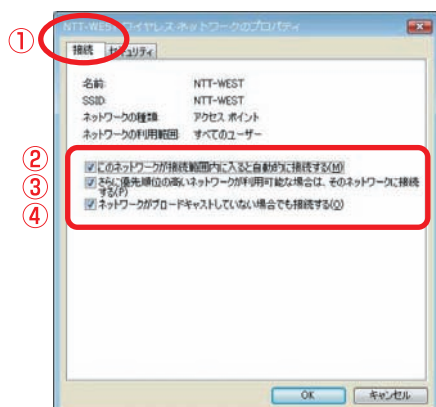 NTT-WESTワイヤレス ネットワークのプロパティ
①
接続 セキュリティ
名前: NTT-WEST
SSID: NTT-WEST
ネットワークの種類: アクセス ポイント
ネットワークの利用範囲: すべてのユーザー
② このネットワークが接続範囲内に入ると自動的に接続する(M)
③ さらに優先順位の高いネットワークが利用可能な場合は、そのネットワークに接続
する(P)
④ ネットワークがブロードキャストしていない場合でも接続する(O)
OK キャンセル